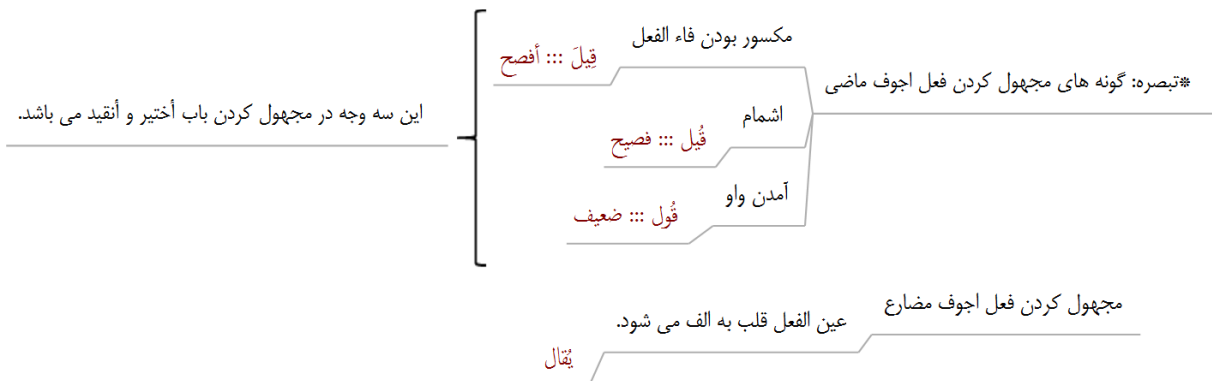 *تبصره: گونه های مجهول کردن فعل اجوف ماضی
مکسور بودن فاء الفعل
قِیلَ ::: أفصح
اشمام
قُیل ::: فصیح
آمدن واو
قُول ::: ضعیف
این سه وجه در مجهول کردن باب أختیر و أنقید می باشد.
مجهول کردن فعل اجوف مضارع
عین الفعل قلب به الف می شود.
یُقال